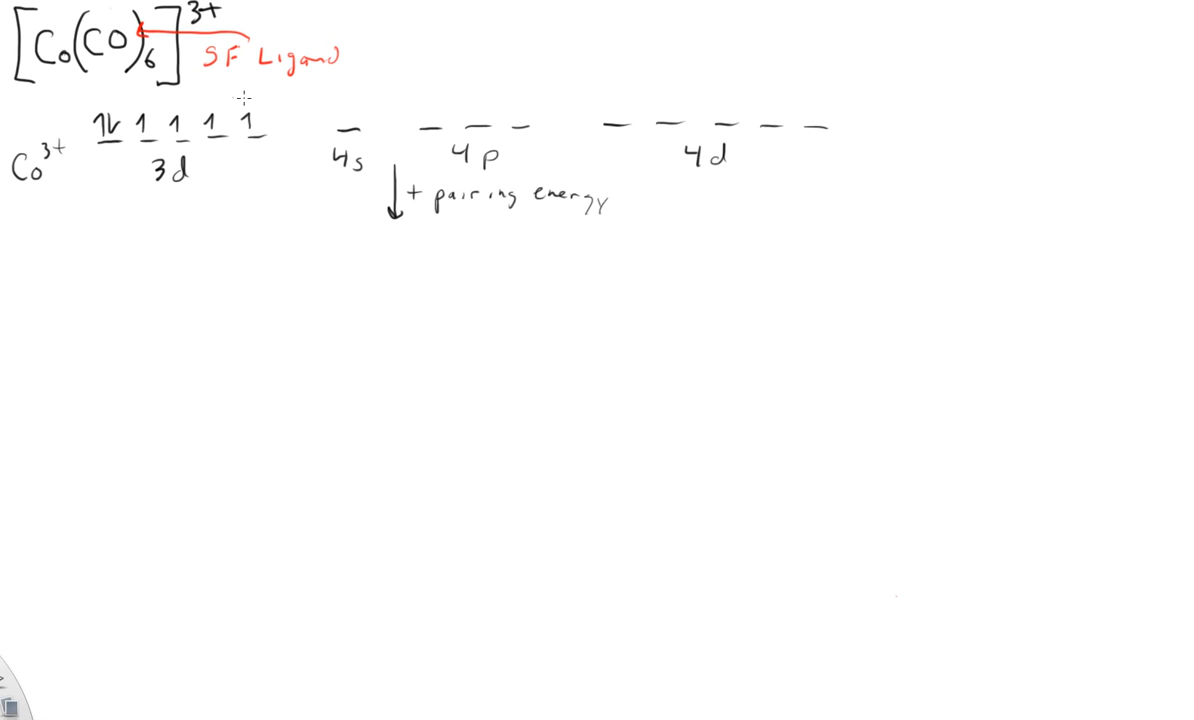 [Co(CO)6]3+
SF Ligand
Co3+ 1l 1 1 1 1
3d 4s 4p 4d
+ pairing energy